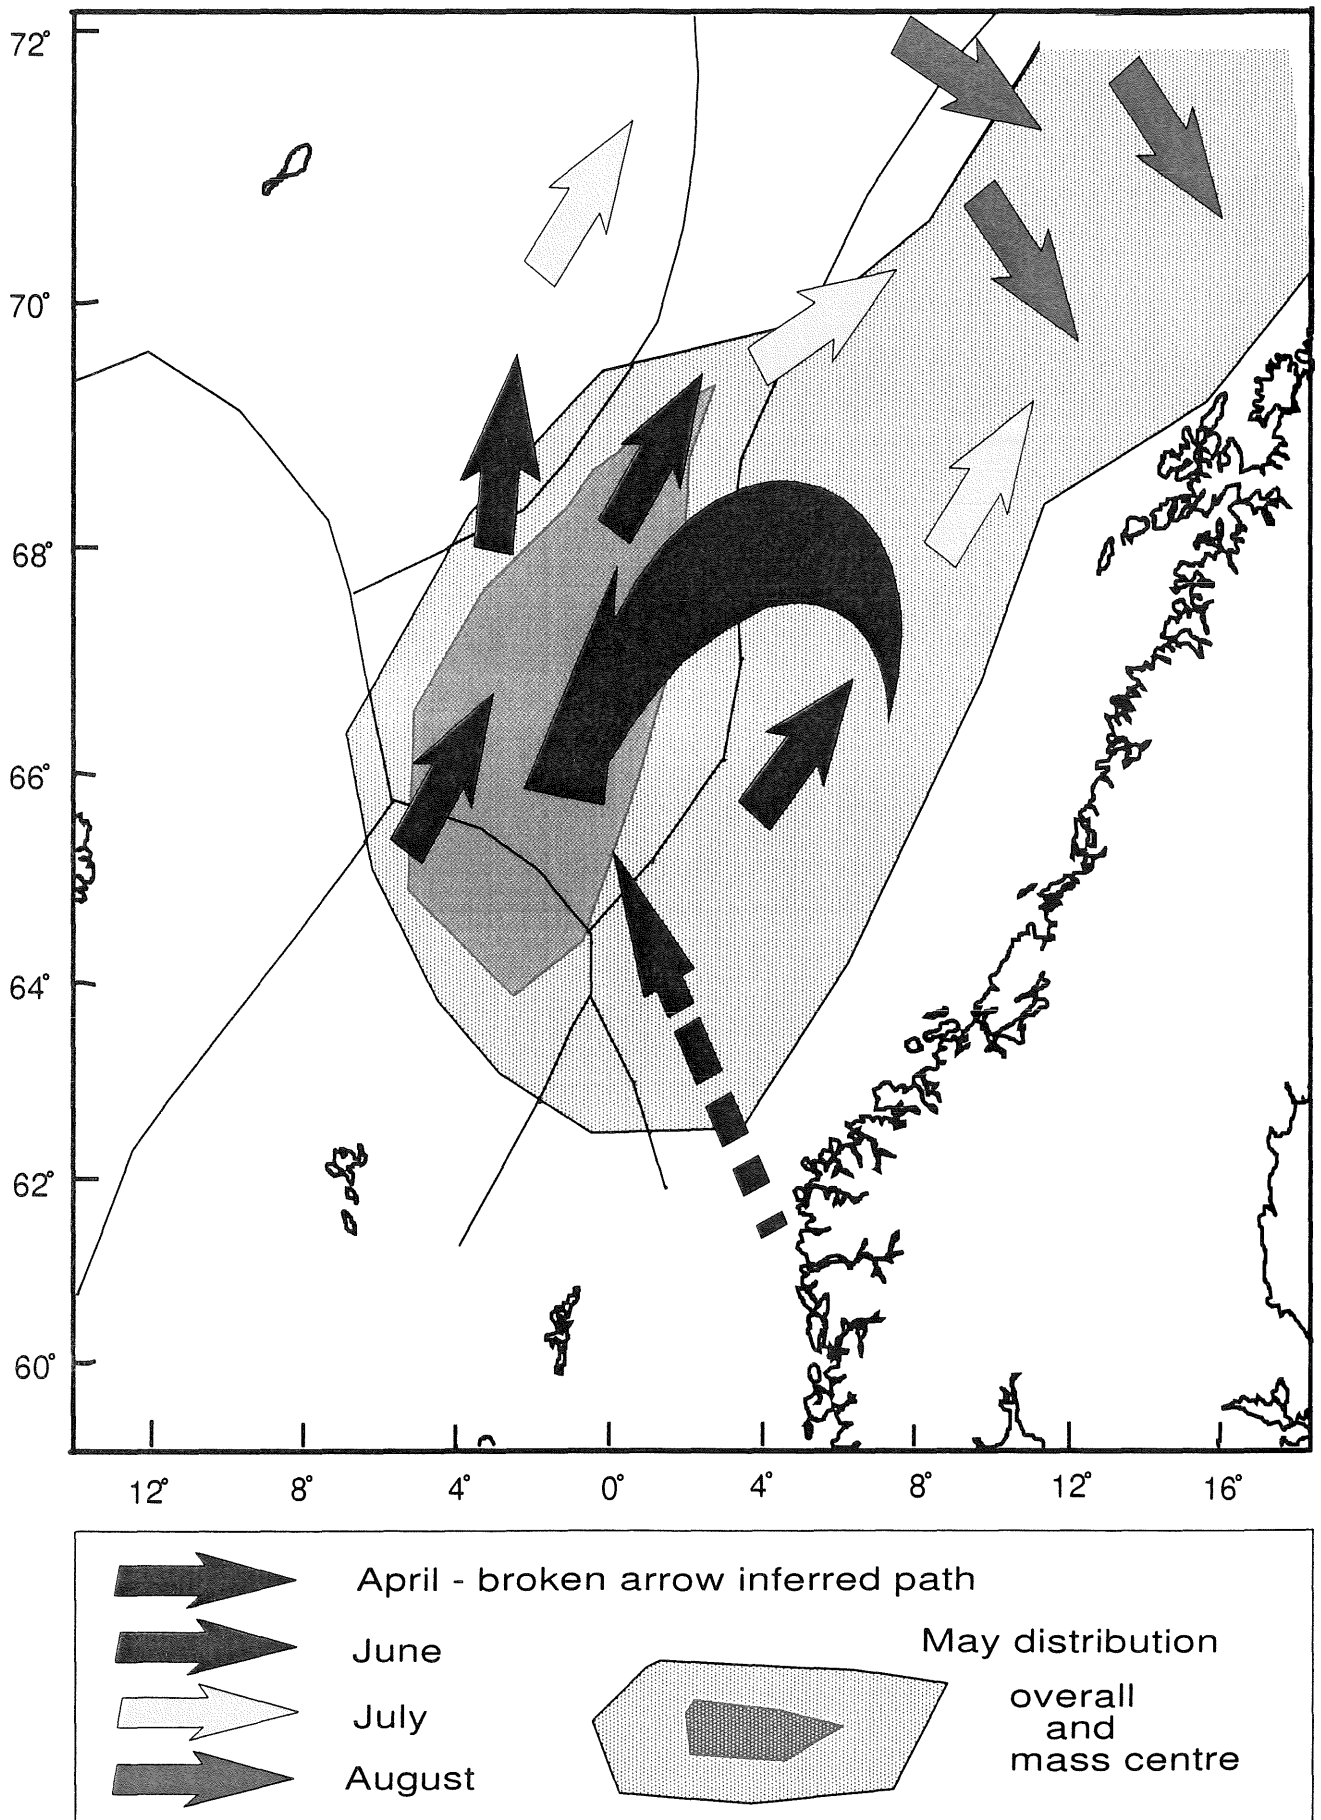 72°
70°
68°
66°
64°
62°
60°
12° 8° 4° 0° 4° 8° 12° 16°
April - broken arrow inferred path
June
July
August
May distribution
overall
and
mass centre